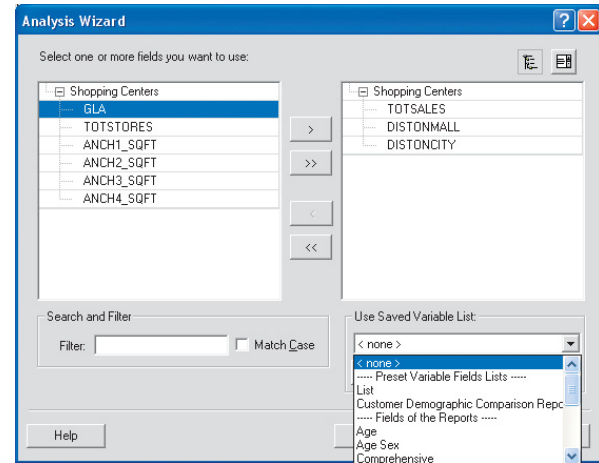 Analysis Wizard
Select one or more fields you want to use:
Shopping Centers
GLA
TOTSTORES
ANCH1_SQFT
ANCH2_SQFT
ANCH3_SQFT
ANCH4_SQFT
>
>>
<
<<
Shopping Centers
TOTSALES
DISTONMALL
DISTONCITY
Search and Filter
Filter:
Match Case
Use Saved Variable List:
< none >
< none >
----- Preset Variable Fields Lists -----
List
Customer Demographic Comparison Repo
----- Fields of the Reports -----
Age
Age Sex
Comprehensive
Help